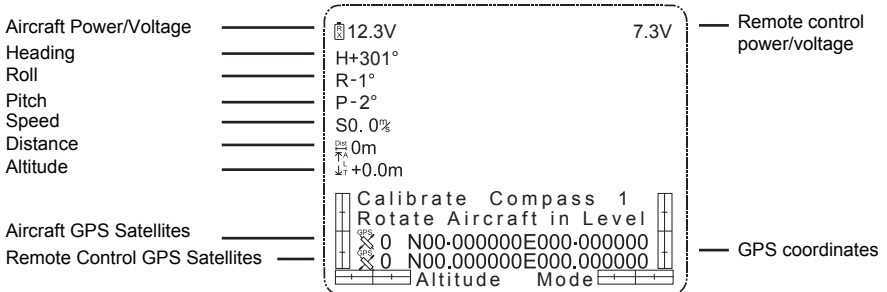 Aircraft Power/Voltage
Heading
Roll
Pitch
Speed
Distance
Altitude
Aircraft GPS Satellites
Remote Control GPS Satellites
RX 12.3V 7.3V
H+301°
R-1°
P-2°
S0. 0m/s
Dist 0m
ALT +0.0m
Calibrate Compass 1
Rotate Aircraft in Level
GPS 0 N00·000000E000·000000
GPS 0 N00.000000E000.000000
Altitude Mode
Remote control
power/voltage
GPS coordinates